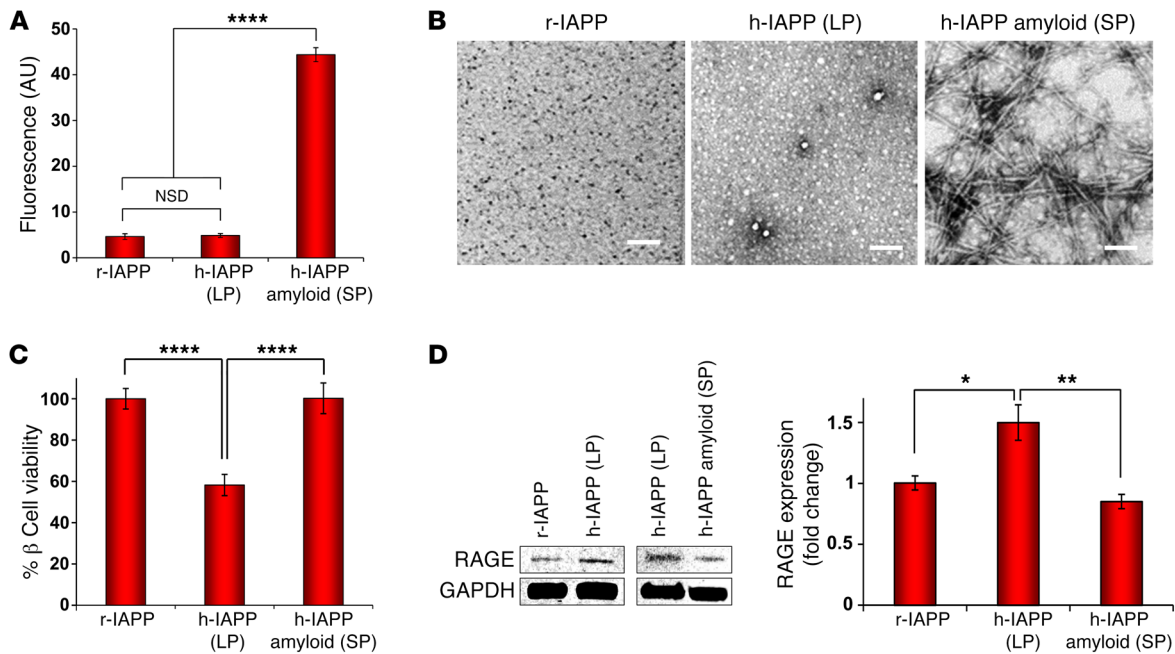 A
****
50
40
30
20
10
0
Fluorescence (AU)
NSD
r-IAPP
h-IAPP
(LP)
h-IAPP
amyloid (SP)
B
r-IAPP
h-IAPP (LP)
h-IAPP amyloid (SP)
C
****
****
100
80
60
40
20
0
% β Cell viability
r-IAPP
h-IAPP
(LP)
h-IAPP
amyloid (SP)
D
r-IAPP
h-IAPP (LP)
h-IAPP (LP)
h-IAPP amyloid (SP)
RAGE
GAPDH
*
**
1.5
1
0.5
0
RAGE expression
(fold change)
r-IAPP
h-IAPP
(LP)
h-IAPP
amyloid (SP)